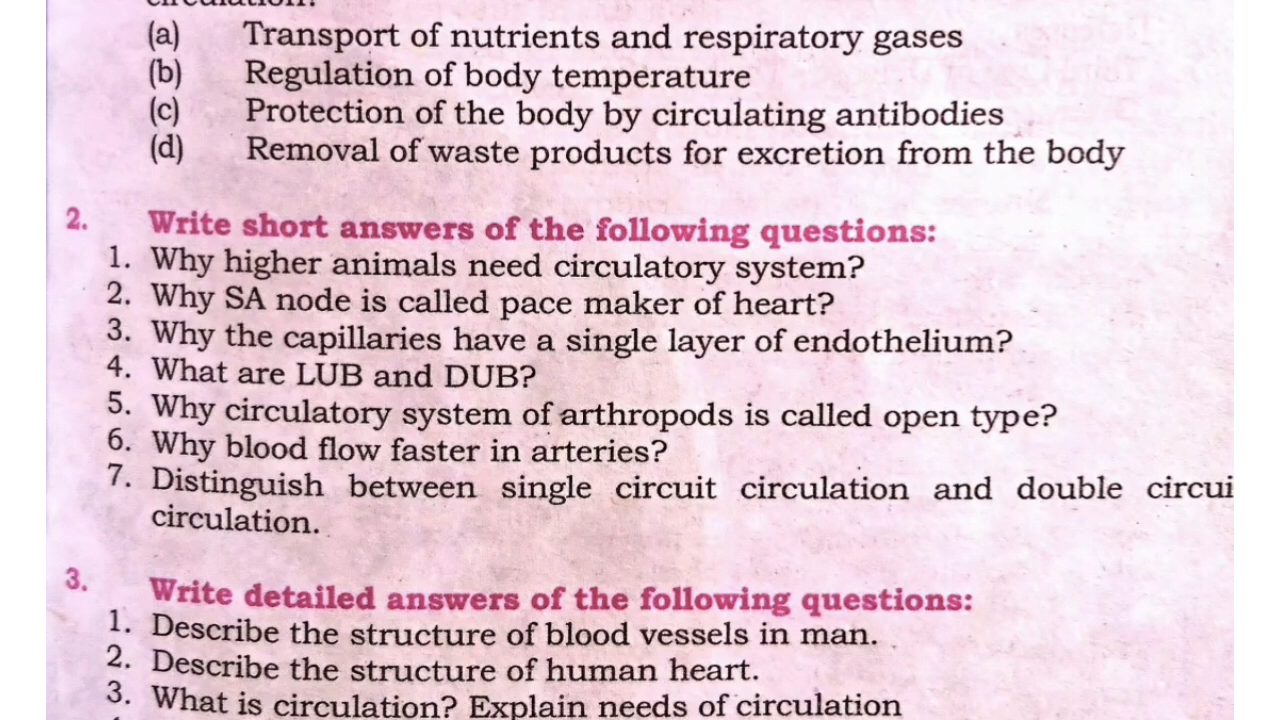 circulation.
(a) Transport of nutrients and respiratory gases
(b) Regulation of body temperature
(c) Protection of the body by circulating antibodies
(d) Removal of waste products for excretion from the body
2. Write short answers of the following questions:
1. Why higher animals need circulatory system?
2. Why SA node is called pace maker of heart?
3. Why the capillaries have a single layer of endothelium?
4. What are LUB and DUB?
5. Why circulatory system of arthropods is called open type?
6. Why blood flow faster in arteries?
7. Distinguish between single circuit circulation and double circui
circulation.
3. Write detailed answers of the following questions:
1. Describe the structure of blood vessels in man.
2. Describe the structure of human heart.
3. What is circulation? Explain needs of circulation